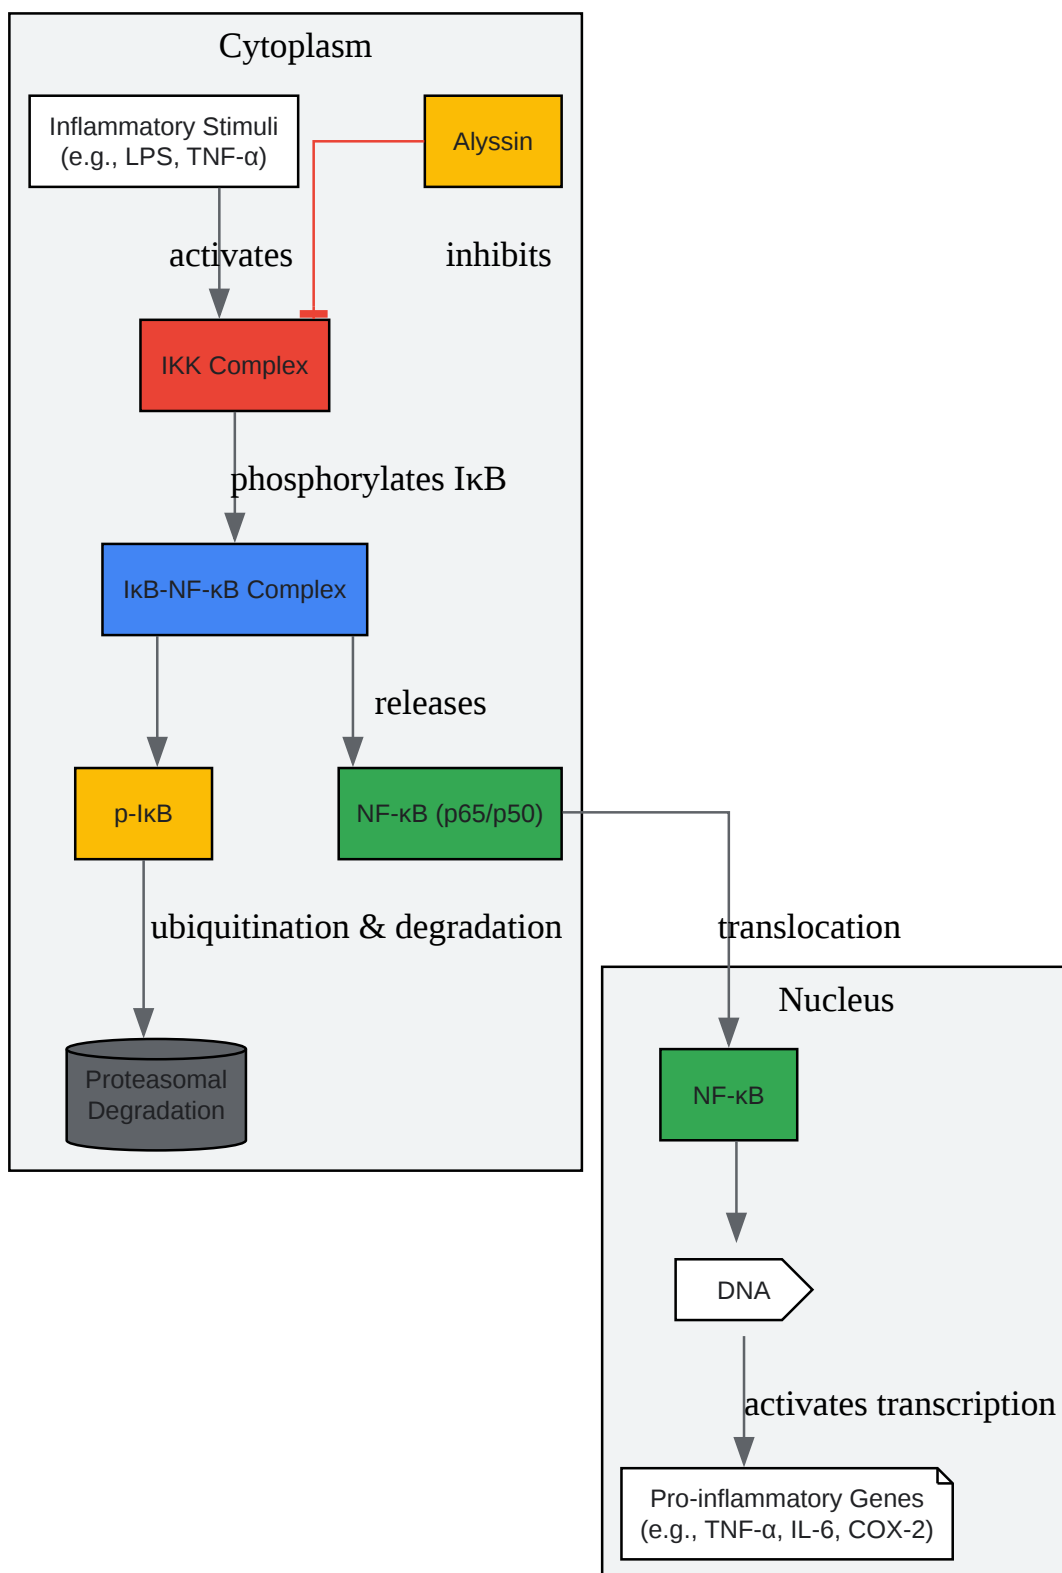 Cytoplasm
Inflammatory Stimuli
(e.g., LPS, TNF-α)
Alyssin
activates
inhibits
IKK Complex
phosphorylates IκB
IκB-NF-κB Complex
releases
p-IκB
NF-κB (p65/p50)
ubiquitination & degradation
translocation
Proteasomal
Degradation
Nucleus
NF-κB
DNA
activates transcription
Pro-inflammatory Genes
(e.g., TNF-α, IL-6, COX-2)